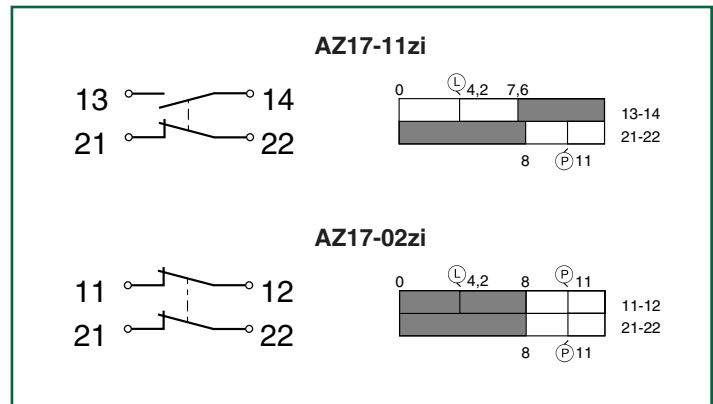 AZ17-11zi
13 14
21 22
0 L 4,2 7,6
13-14
21-22
8 P 11
AZ17-02zi
11 12
21 22
0 L 4,2 8 P 11
11-12
21-22
8 P 11